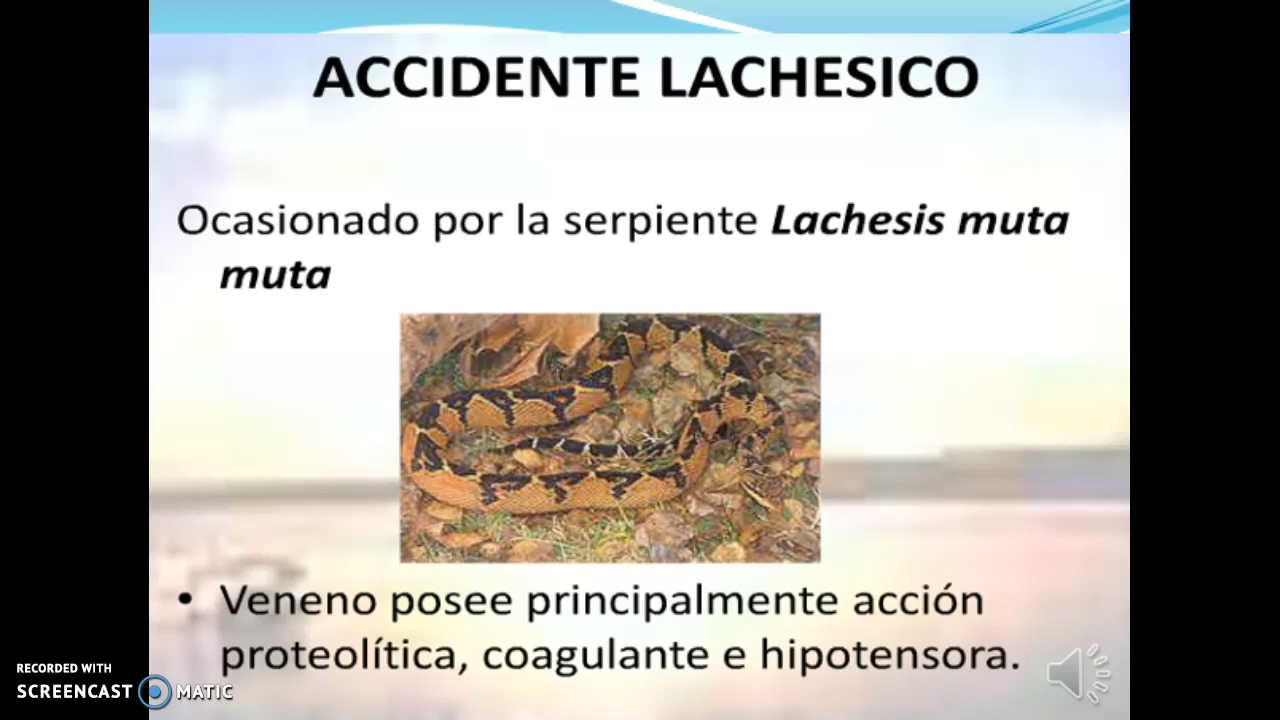 ACCIDENTE LACHESICO
Ocasionado por la serpiente Lachesis muta
muta
• Veneno posee principalmente acción
proteolítica, coagulante e hipotensora.
RECORDED WITH
SCREENCAST MATIC